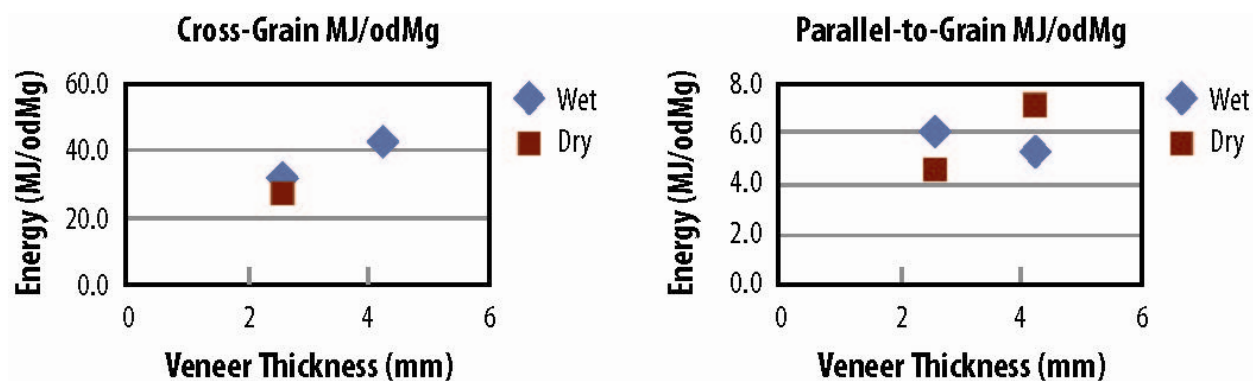 Cross-Grain MJ/odMg
Energy (MJ/odMg)
60.0
40.0
20.0
0.0
0 2 4 6
Veneer Thickness (mm)
Wet
Dry
Parallel-to-Grain MJ/odMg
Energy (MJ/odMg)
8.0
6.0
4.0
2.0
0.0
0 2 4 6
Veneer Thickness (mm)
Wet
Dry